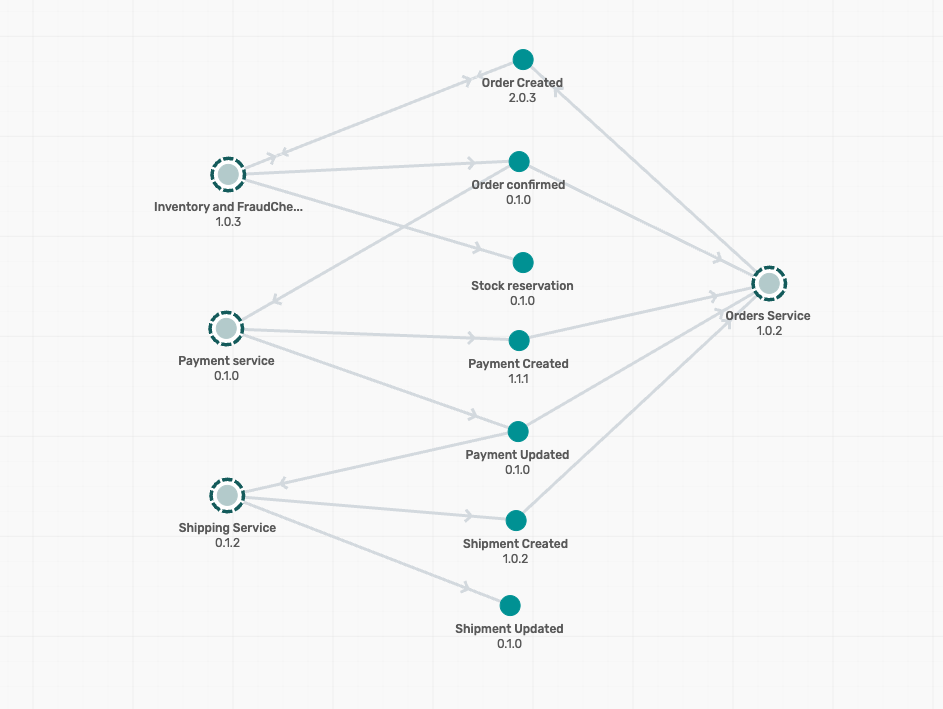 Order Created
2.0.3
Order confirmed
0.1.0
Inventory and FraudChe...
1.0.3
Stock reservation
0.1.0
Orders Service
1.0.2
Payment service
0.1.0
Payment Created
1.1.1
Payment Updated
0.1.0
Shipping Service
0.1.2
Shipment Created
1.0.2
Shipment Updated
0.1.0